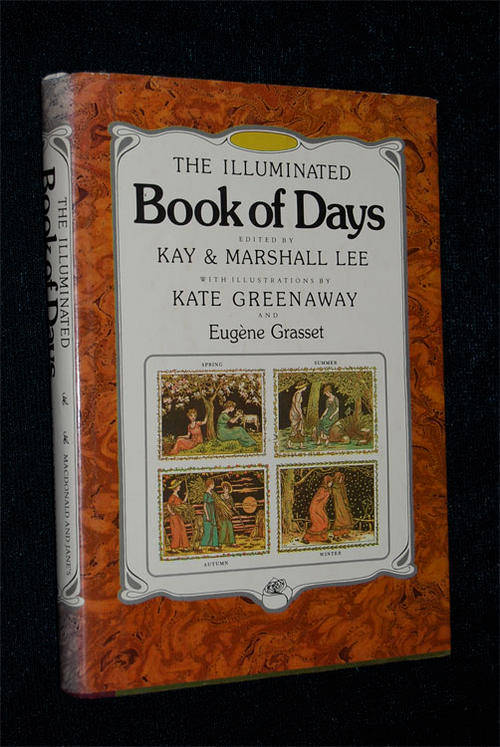 THE ILLUMINATED
Book of Days
EDITED BY
KAY & MARSHALL LEE
WITH ILLUSTRATIONS BY
KATE GREENAWAY
AND
Eugène Grasset
SPRING
SUMMER
AUTUMN
WINTER
THE ILLUMINATED
Book of Days
MACDONALD AND JANE'S